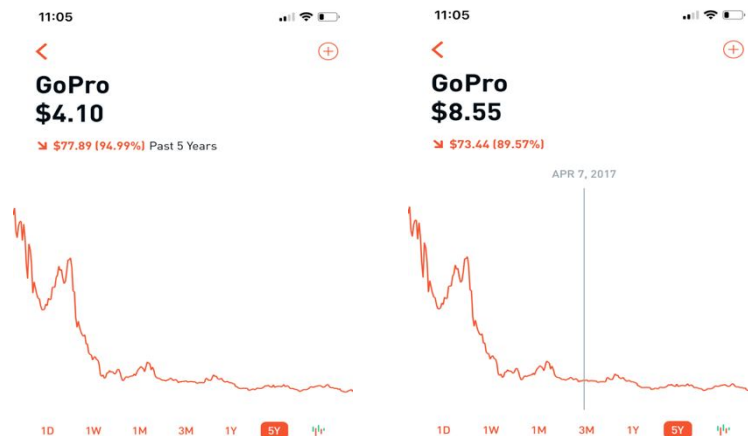 11:05
GoPro
$4.10
$77.89 (94.99%) Past 5 Years
1D 1W 1M 3M 1Y 5Y
11:05
GoPro
$8.55
$73.44 (89.57%)
APR 7, 2017
1D 1W 1M 3M 1Y 5Y